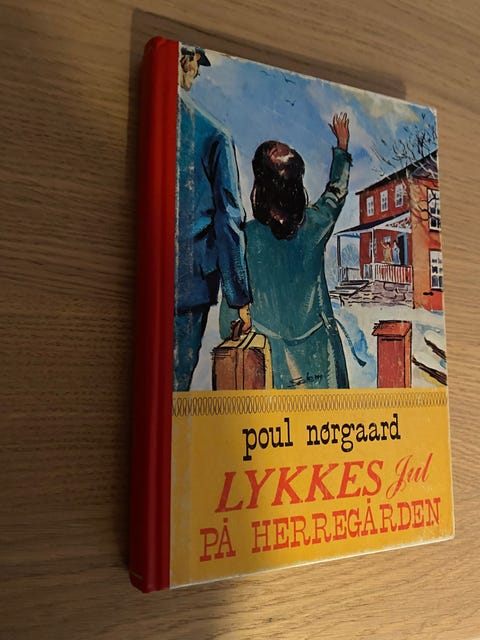 poul nørgaard
LYKKES Jul
PÅ HERREGÅRDEN